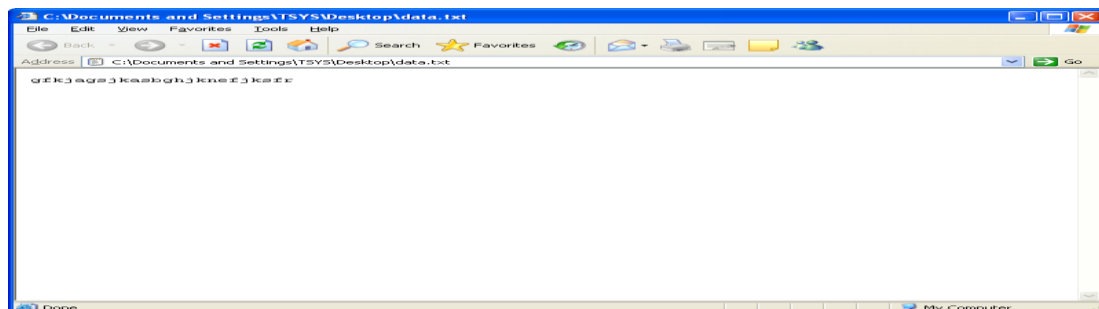 C:\Documents and Settings\TSYS\Desktop\data.txt
File Edit View Favorites Tools Help
Back Search Favorites
Address C:\Documents and Settings\TSYS\Desktop\data.txt Go
gfkjagsjkasbghjknefjksfr
Done My Computer